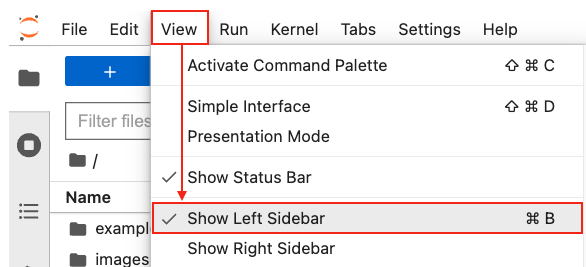 File Edit View Run Kernel Tabs Settings Help
+
Activate Command Palette ⇧ ⌘ C
Filter files
Simple Interface ⇧ ⌘ D
Presentation Mode
/
✓ Show Status Bar
Name
✓ Show Left Sidebar ⌘ B
exampl
Show Right Sidebar
images